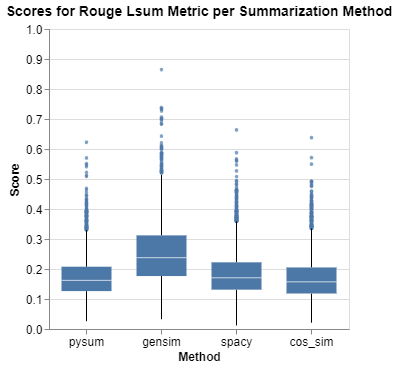 Scores for Rouge Lsum Metric per Summarization Method
1.0
0.9
0.8
0.7
0.6
0.5
0.4
0.3
0.2
0.1
0.0
Score
pysum gensim spacy cos_sim
Method